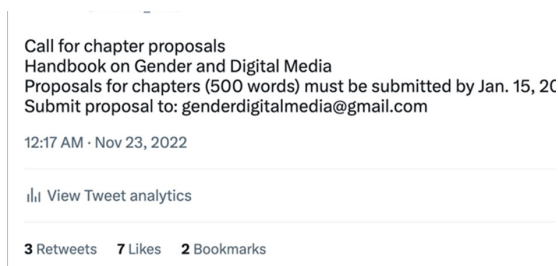 Call for chapter proposals
Handbook on Gender and Digital Media
Proposals for chapters (500 words) must be submitted by Jan. 15, 20
Submit proposal to: genderdigitalmedia@gmail.com
12:17 AM · Nov 23, 2022
View Tweet analytics
3 Retweets 7 Likes 2 Bookmarks